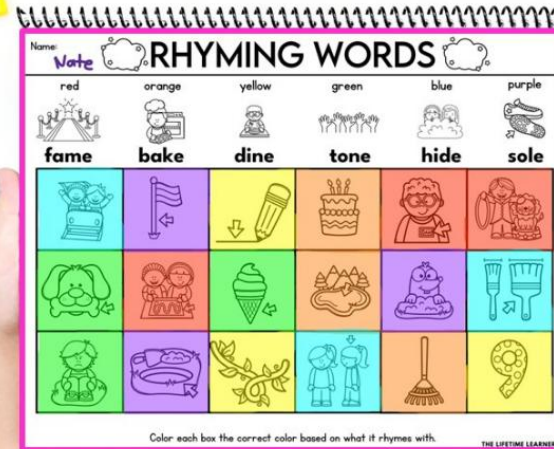 Name:
Nate
RHYMING WORDS
red orange yellow green blue purple
fame bake dine tone hide sole
9
Color each box the correct color based on what it rhymes with.
THE LIFETIME LEARNER